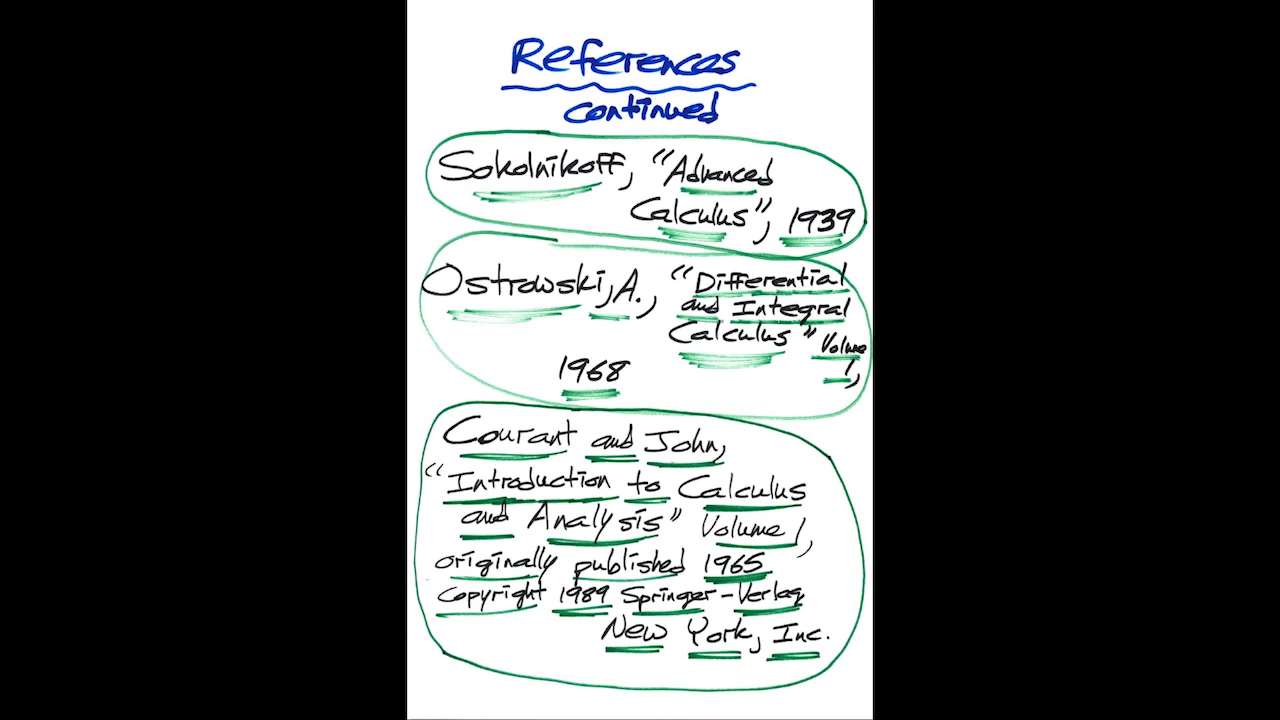 References
continued
Sokolnikoff, "Advanced
Calculus", 1939
Ostrowski, A., "Differential
and Integral
Calculus" Volume
1,
1968
Courant and John,
"Introduction to Calculus
and Analysis" Volume 1,
originally published 1965
Copyright 1989 Springer-Verlag
New York, Inc.